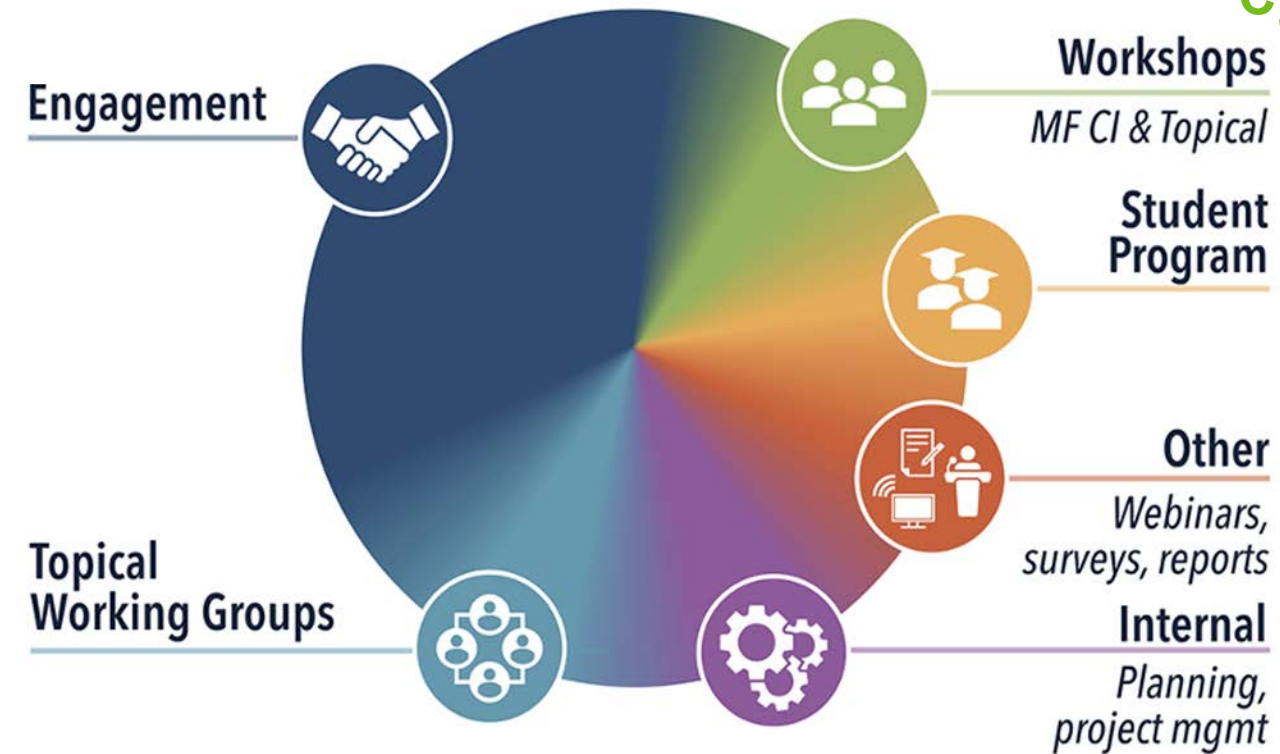 Engagement
Workshops
MF CI & Topical
Student
Program
Other
Webinars,
surveys, reports
Topical
Working Groups
Internal
Planning,
project mgmt